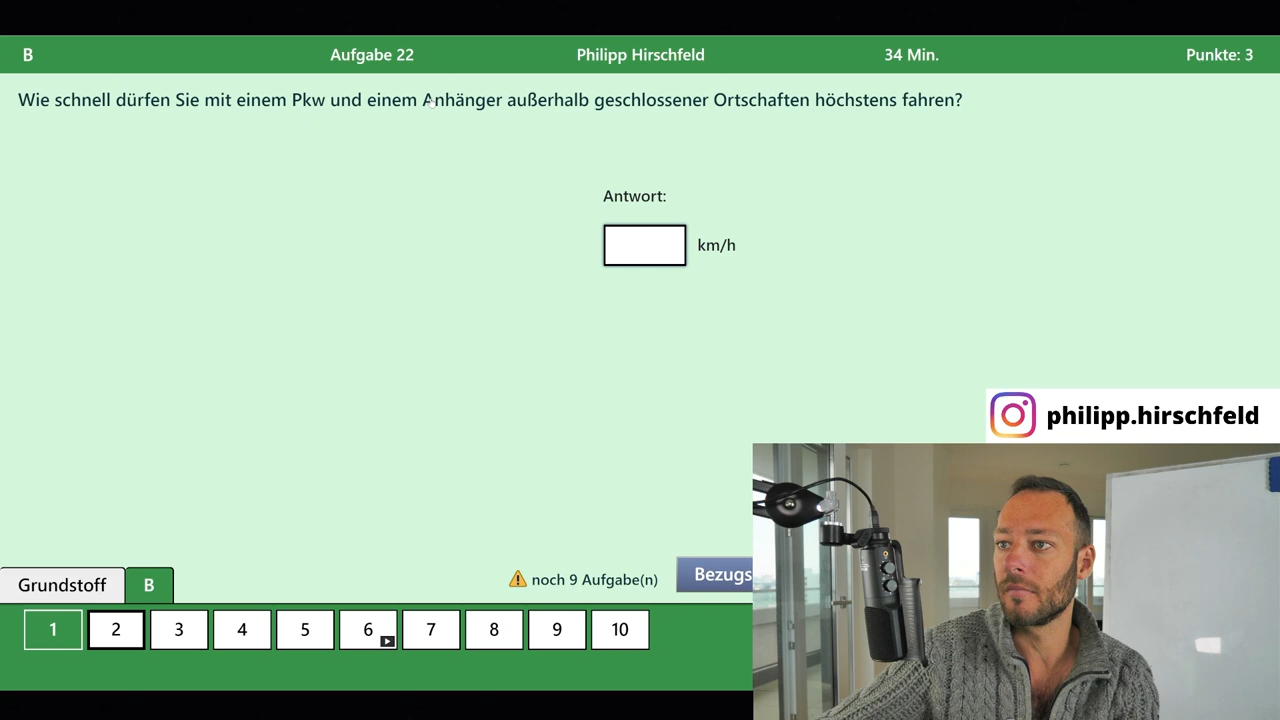 B
Aufgabe 22
Philipp Hirschfeld
34 Min.
Punkte: 3
Wie schnell dürfen Sie mit einem Pkw und einem Anhänger außerhalb geschlossener Ortschaften höchstens fahren?
Antwort:
km/h
philipp.hirschfeld
Grundstoff
B
noch 9 Aufgabe(n)
Bezugs
1
2
3
4
5
6
7
8
9
10